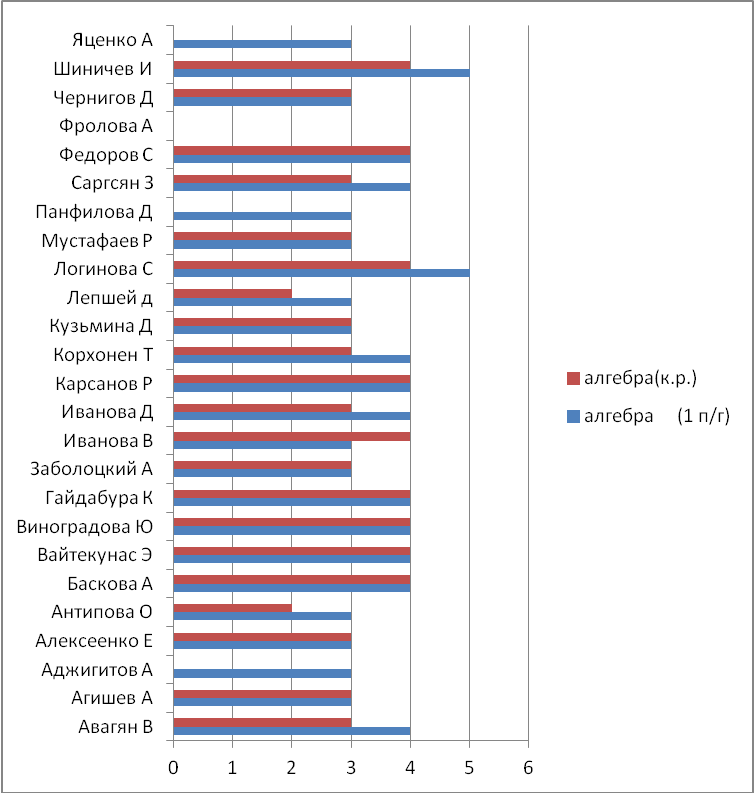 Яценко А
Шиничев И
Чернигов Д
Фролова А
Федоров С
Саргсян З
Панфилова Д
Мустафаев Р
Логинова С
Лепшей д
Кузьмина Д
Корхонен Т
Карсанов Р
Иванова Д
Иванова В
Заболоцкий А
Гайдабура К
Виноградова Ю
Вайтекунас Э
Баскова А
Антипова О
Алексеенко Е
Аджигитов А
Агишев А
Авагян В
0 1 2 3 4 5 6
алгебра(к.р.)
алгебра (1 п/г)